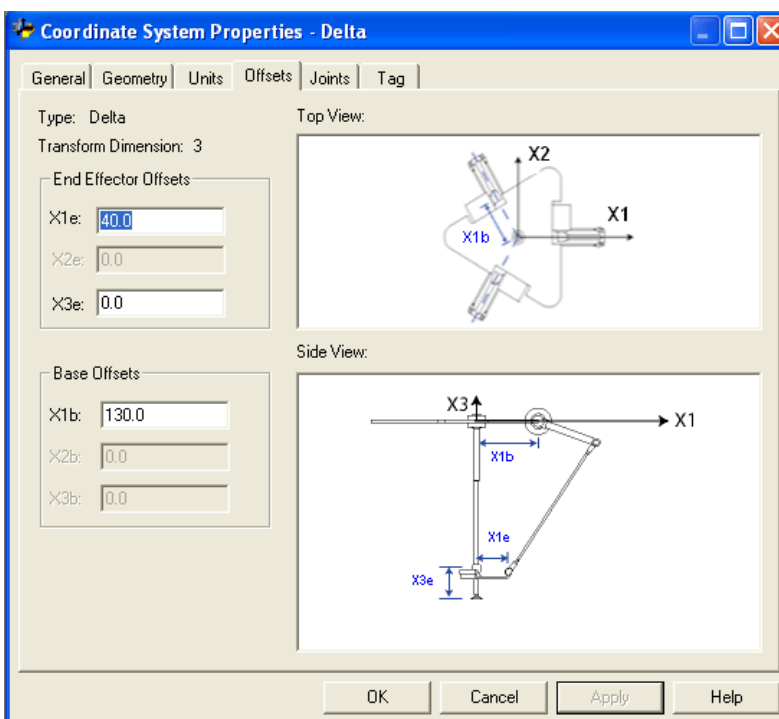 Coordinate System Properties - Delta
General Geometry Units Offsets Joints Tag
Type: Delta
Transform Dimension: 3
End Effector Offsets
X1e: 40.0
X2e: 0.0
X3e: 0.0
Base Offsets
X1b: 130.0
X2b: 0.0
X3b: 0.0
Top View:
X2
X1
X1b
Side View:
X3
X1
X1b
X1e
X3e
OK Cancel Apply Help